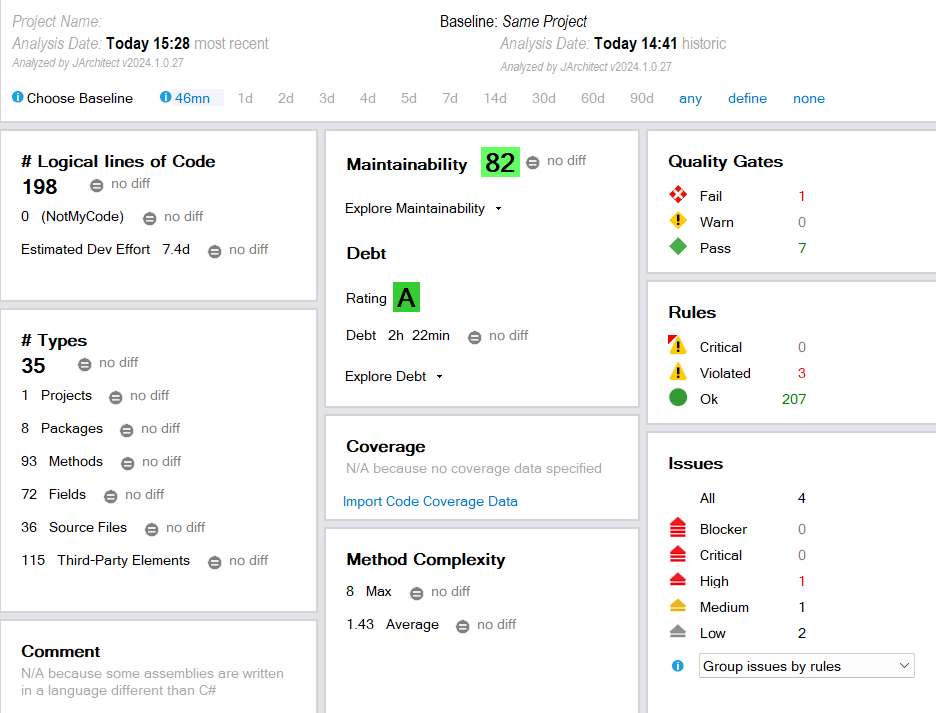 Project Name:
Baseline: Same Project
Analysis Date: Today 15:28 most recent
Analysis Date: Today 14:41 historic
Analyzed by JArchitect v2024.1.0.27
Analyzed by JArchitect v2024.1.0.27
Choose Baseline 46mn 1d 2d 3d 4d 5d 7d 14d 30d 60d 90d any define none
# Logical lines of Code
198 no diff
0 (NotMyCode) no diff
Estimated Dev Effort 7.4d no diff
# Types
35 no diff
1 Projects no diff
8 Packages no diff
93 Methods no diff
72 Fields no diff
36 Source Files no diff
115 Third-Party Elements no diff
Comment
N/A because some assemblies are written
in a language different than C#
Maintainability 82 no diff
Explore Maintainability
Debt
Rating A
Debt 2h 22min no diff
Explore Debt
Coverage
N/A because no coverage data specified
Import Code Coverage Data
Method Complexity
8 Max no diff
1.43 Average no diff
Quality Gates
Fail 1
Warn 0
Pass 7
Rules
Critical 0
Violated 3
Ok 207
Issues
All 4
Blocker 0
Critical 0
High 1
Medium 1
Low 2
Group issues by rules